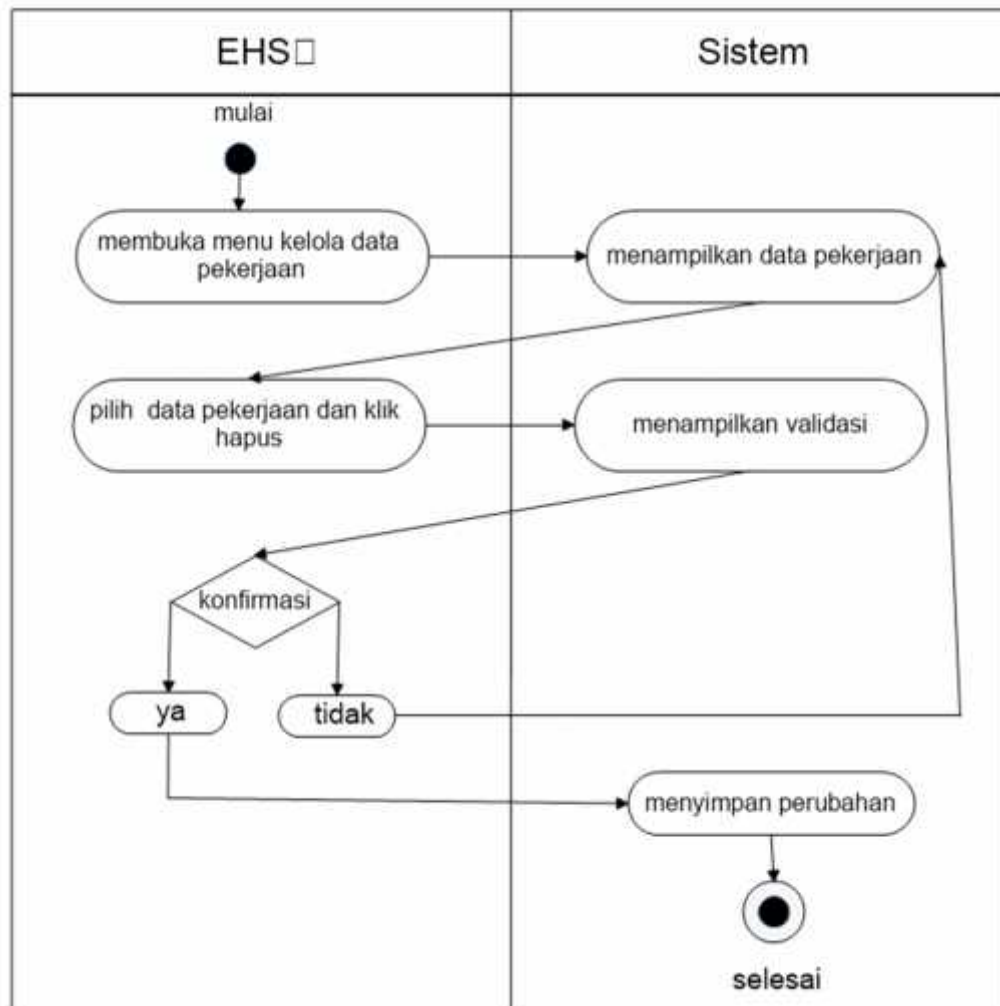 EHS□
Sistem
mulai
membuka menu kelola data
pekerjaan
menampilkan data pekerjaan
pilih data pekerjaan dan klik
hapus
menampilkan validasi
konfirmasi
ya
tidak
menyimpan perubahan
selesai